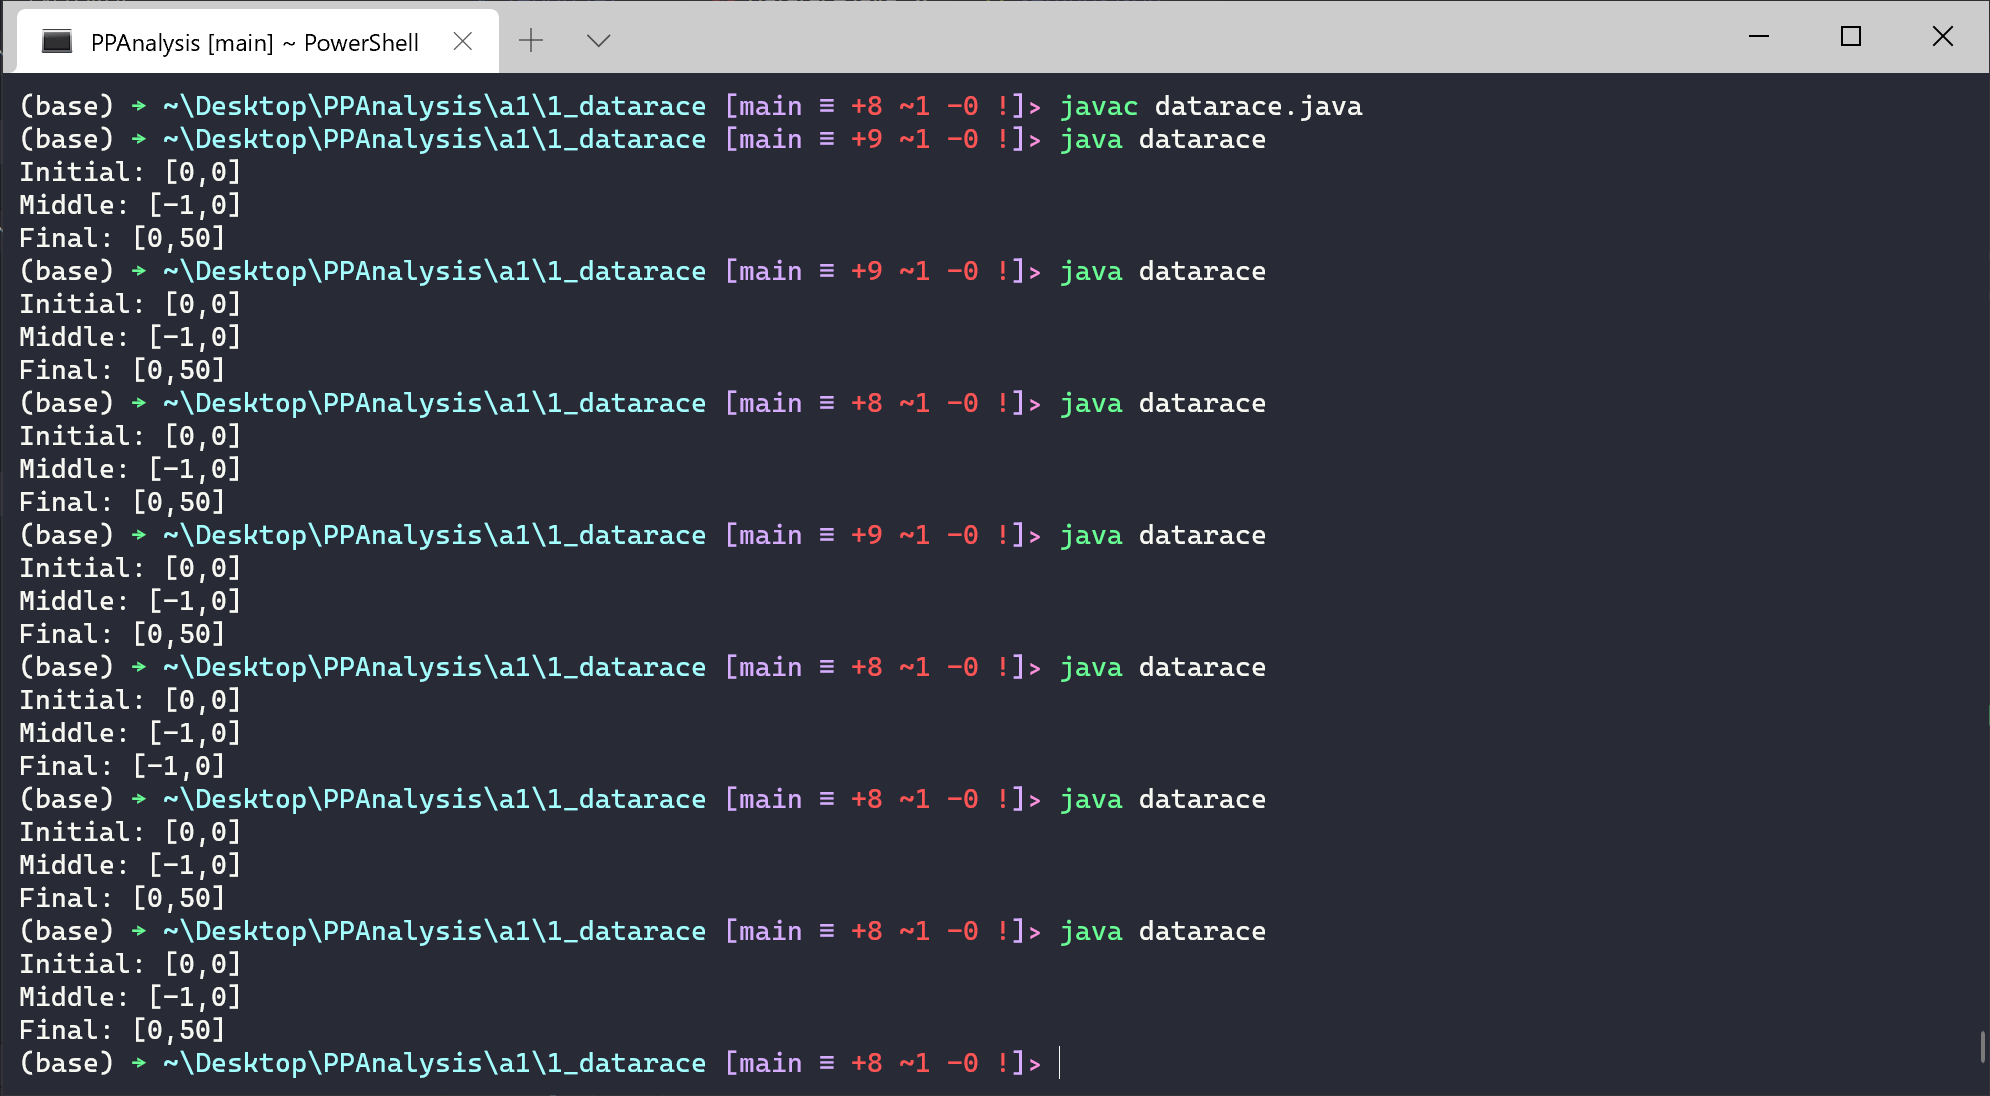 PPAnalysis [main] ~ PowerShell
(base) → ~\Desktop\PPAnalysis\a1\1_datarace [main ≡ +8 ~1 -0 !]> javac datarace.java
(base) → ~\Desktop\PPAnalysis\a1\1_datarace [main ≡ +9 ~1 -0 !]> java datarace
Initial: [0,0]
Middle: [-1,0]
Final: [0,50]
(base) → ~\Desktop\PPAnalysis\a1\1_datarace [main ≡ +9 ~1 -0 !]> java datarace
Initial: [0,0]
Middle: [-1,0]
Final: [0,50]
(base) → ~\Desktop\PPAnalysis\a1\1_datarace [main ≡ +8 ~1 -0 !]> java datarace
Initial: [0,0]
Middle: [-1,0]
Final: [0,50]
(base) → ~\Desktop\PPAnalysis\a1\1_datarace [main ≡ +9 ~1 -0 !]> java datarace
Initial: [0,0]
Middle: [-1,0]
Final: [0,50]
(base) → ~\Desktop\PPAnalysis\a1\1_datarace [main ≡ +8 ~1 -0 !]> java datarace
Initial: [0,0]
Middle: [-1,0]
Final: [-1,0]
(base) → ~\Desktop\PPAnalysis\a1\1_datarace [main ≡ +8 ~1 -0 !]> java datarace
Initial: [0,0]
Middle: [-1,0]
Final: [0,50]
(base) → ~\Desktop\PPAnalysis\a1\1_datarace [main ≡ +8 ~1 -0 !]> java datarace
Initial: [0,0]
Middle: [-1,0]
Final: [0,50]
(base) → ~\Desktop\PPAnalysis\a1\1_datarace [main ≡ +8 ~1 -0 !]>